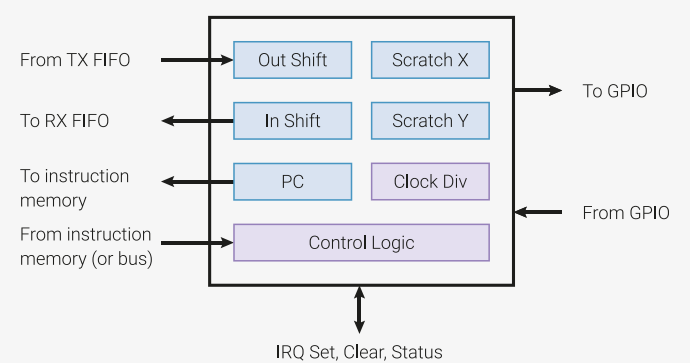 From TX FIFO
Out Shift
Scratch X
To GPIO
To RX FIFO
In Shift
Scratch Y
To instruction
memory
PC
Clock Div
From GPIO
From instruction
memory (or bus)
Control Logic
IRQ Set, Clear, Status